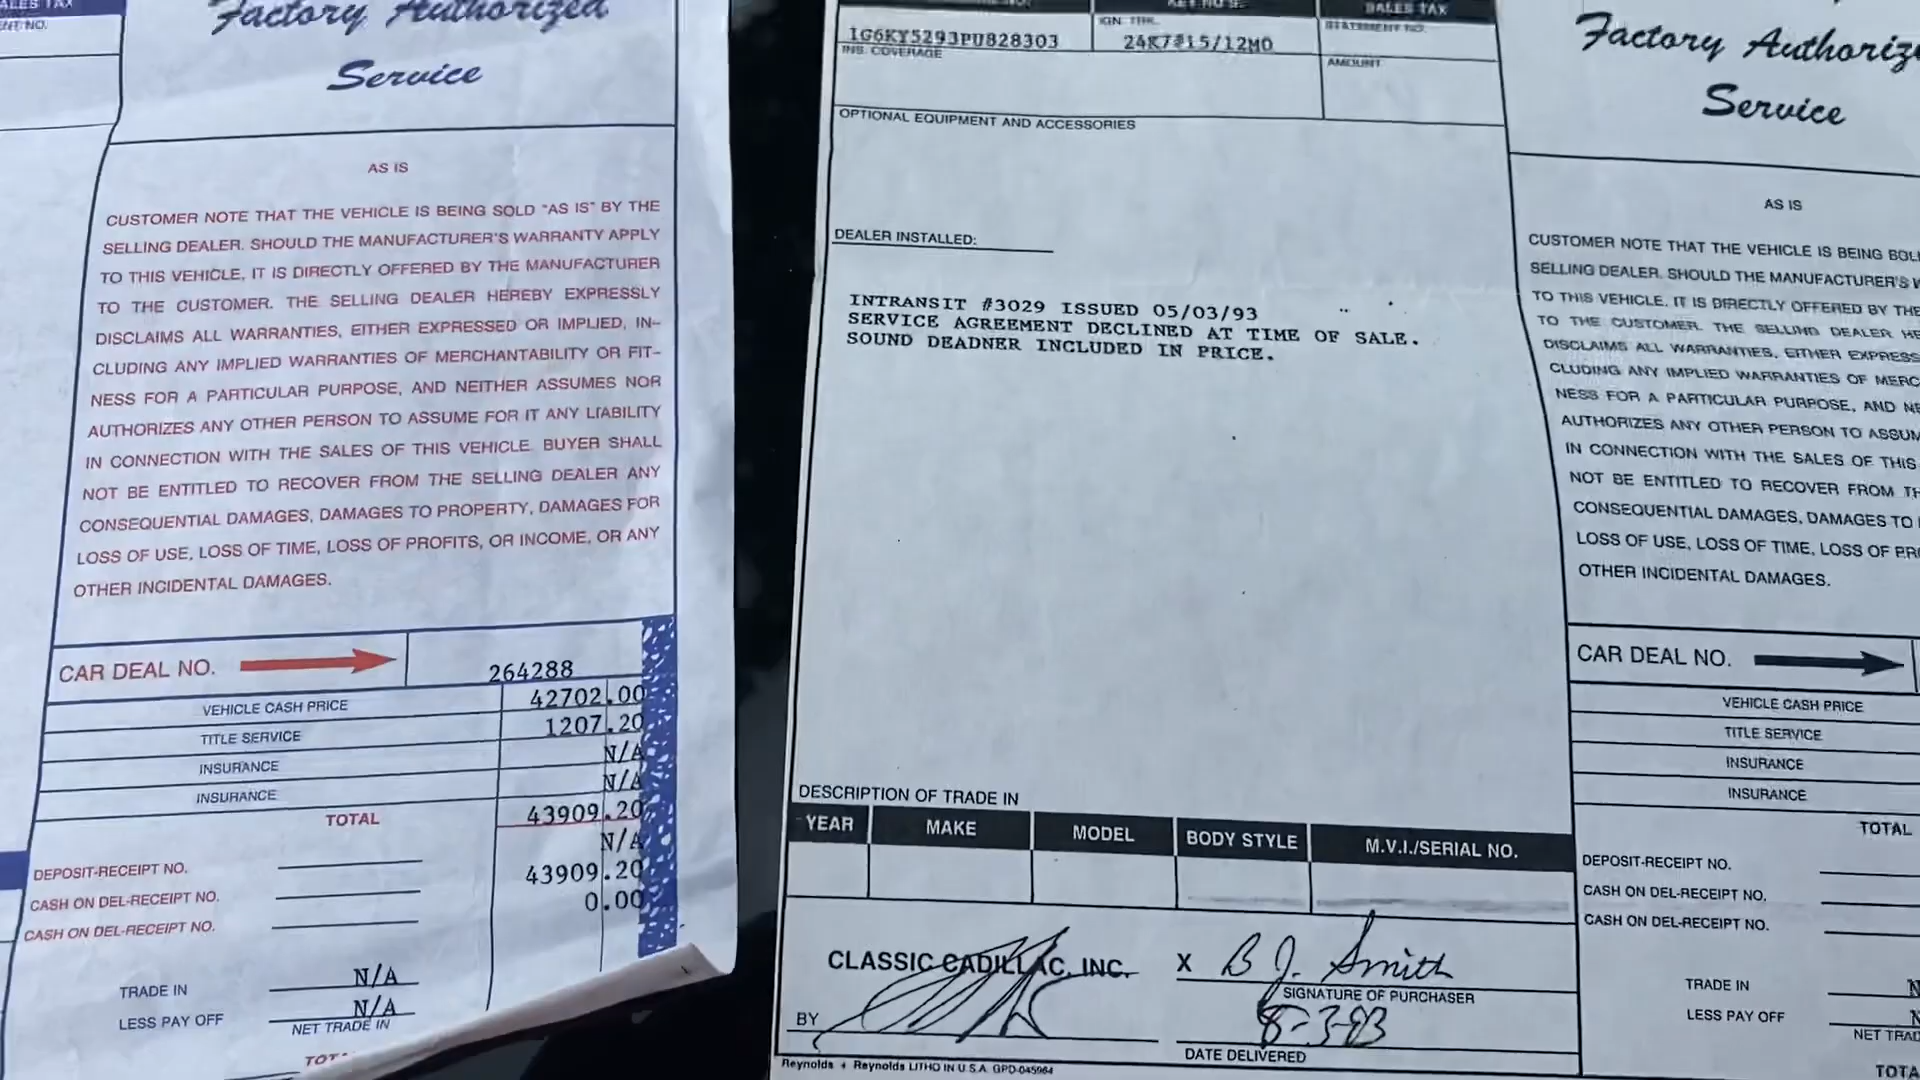 ALES TAX
ENT NO.
Factory Authorized
Service
AS IS
CUSTOMER NOTE THAT THE VEHICLE IS BEING SOLD "AS IS" BY THE
SELLING DEALER. SHOULD THE MANUFACTURER'S WARRANTY APPLY
TO THIS VEHICLE, IT IS DIRECTLY OFFERED BY THE MANUFACTURER
TO THE CUSTOMER. THE SELLING DEALER HEREBY EXPRESSLY
DISCLAIMS ALL WARRANTIES, EITHER EXPRESSED OR IMPLIED, IN-
CLUDING ANY IMPLIED WARRANTIES OF MERCHANTABILITY OR FIT-
NESS FOR A PARTICULAR PURPOSE, AND NEITHER ASSUMES NOR
AUTHORIZES ANY OTHER PERSON TO ASSUME FOR IT ANY LIABILITY
IN CONNECTION WITH THE SALES OF THIS VEHICLE. BUYER SHALL
NOT BE ENTITLED TO RECOVER FROM THE SELLING DEALER ANY
CONSEQUENTIAL DAMAGES, DAMAGES TO PROPERTY, DAMAGES FOR
LOSS OF USE, LOSS OF TIME, LOSS OF PROFITS, OR INCOME, OR ANY
OTHER INCIDENTAL DAMAGES.
CAR DEAL NO. 264288
VEHICLE CASH PRICE 42702.00
TITLE SERVICE 1207.20
INSURANCE N/A
INSURANCE N/A
TOTAL 43909.20
N/A
DEPOSIT-RECEIPT NO. 43909.20
CASH ON DEL-RECEIPT NO. 0.00
CASH ON DEL-RECEIPT NO.
TRADE IN N/A
LESS PAY OFF N/A
NET TRADE IN
TOT
SALES TAX
1G6KY5293PU828303
IGN. TRK.
24K7 15/12MO
STATEMENT NO.
INS. COVERAGE
AMOUNT
OPTIONAL EQUIPMENT AND ACCESSORIES
DEALER INSTALLED:
INTRANSIT #3029 ISSUED 05/03/93
SERVICE AGREEMENT DECLINED AT TIME OF SALE.
SOUND DEADNER INCLUDED IN PRICE.
DESCRIPTION OF TRADE IN
YEAR MAKE MODEL BODY STYLE M.V.I./SERIAL NO.
CLASSIC CADILLAC, INC.
X B J. Smith
SIGNATURE OF PURCHASER
BY
8-3-93
DATE DELIVERED
Reynolds + Reynolds LITHO IN U.S.A. GPD-045964
Factory Authorize
Service
AS IS
CUSTOMER NOTE THAT THE VEHICLE IS BEING SOL
SELLING DEALER. SHOULD THE MANUFACTURER'S W
TO THIS VEHICLE, IT IS DIRECTLY OFFERED BY THE
TO THE CUSTOMER. THE SELLING DEALER HE
DISCLAIMS ALL WARRANTIES, EITHER EXPRESS
CLUDING ANY IMPLIED WARRANTIES OF MERC
NESS FOR A PARTICULAR PURPOSE, AND NE
AUTHORIZES ANY OTHER PERSON TO ASSUM
IN CONNECTION WITH THE SALES OF THIS
NOT BE ENTITLED TO RECOVER FROM TH
CONSEQUENTIAL DAMAGES, DAMAGES TO
LOSS OF USE, LOSS OF TIME, LOSS OF PR
OTHER INCIDENTAL DAMAGES.
CAR DEAL NO.
VEHICLE CASH PRICE
TITLE SERVICE
INSURANCE
INSURANCE
TOTAL
DEPOSIT-RECEIPT NO.
CASH ON DEL-RECEIPT NO.
CASH ON DEL-RECEIPT NO.
TRADE IN N
LESS PAY OFF
NET TRAD
TOTA